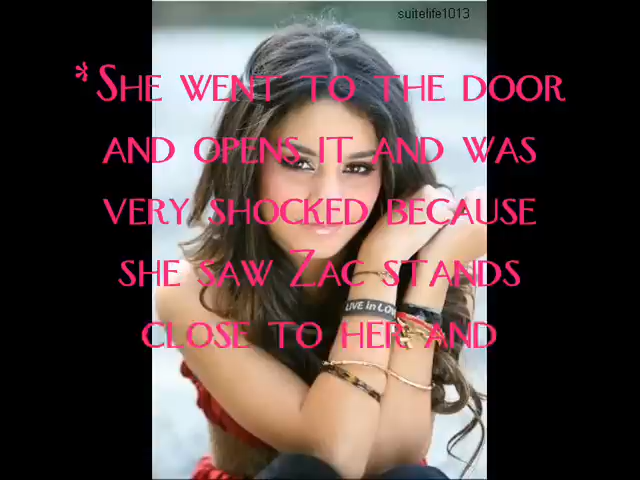 suitelife1013
*She went to the door
and opens it and was
very shocked because
she saw Zac stands
close to her and
LIVE in LOV